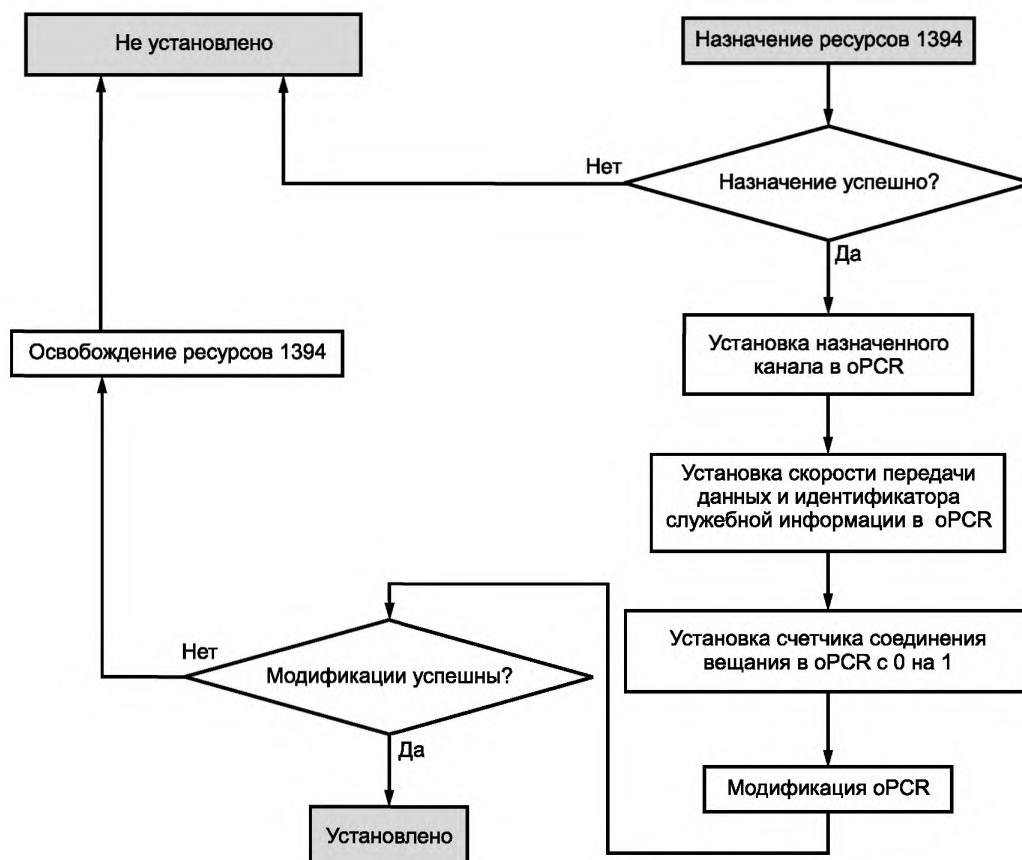 Не установлено
Назначение ресурсов 1394
Нет
Назначение успешно?
Да
Установка назначенного
канала в oPCR
Освобождение ресурсов 1394
Установка скорости передачи
данных и идентификатора
служебной информации в oPCR
Установка счетчика соединения
вещания в oPCR с 0 на 1
Нет
Модификации успешны?
Да
Модификация oPCR
Установлено